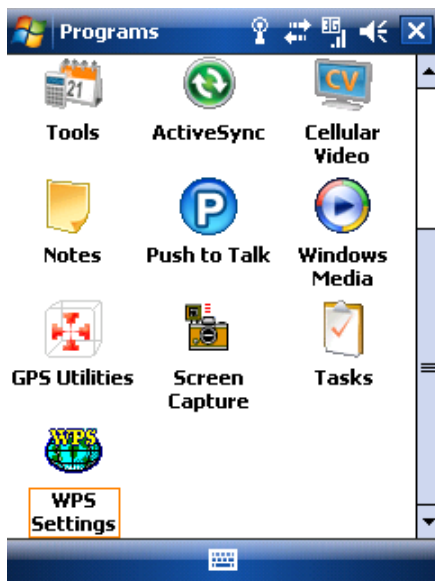 Programs
3G
21
CV
Tools
ActiveSync
Cellular
Video
P
Notes
Push to Talk
Windows
Media
GPS Utilities
Screen
Capture
Tasks
WPS
WPS
Settings